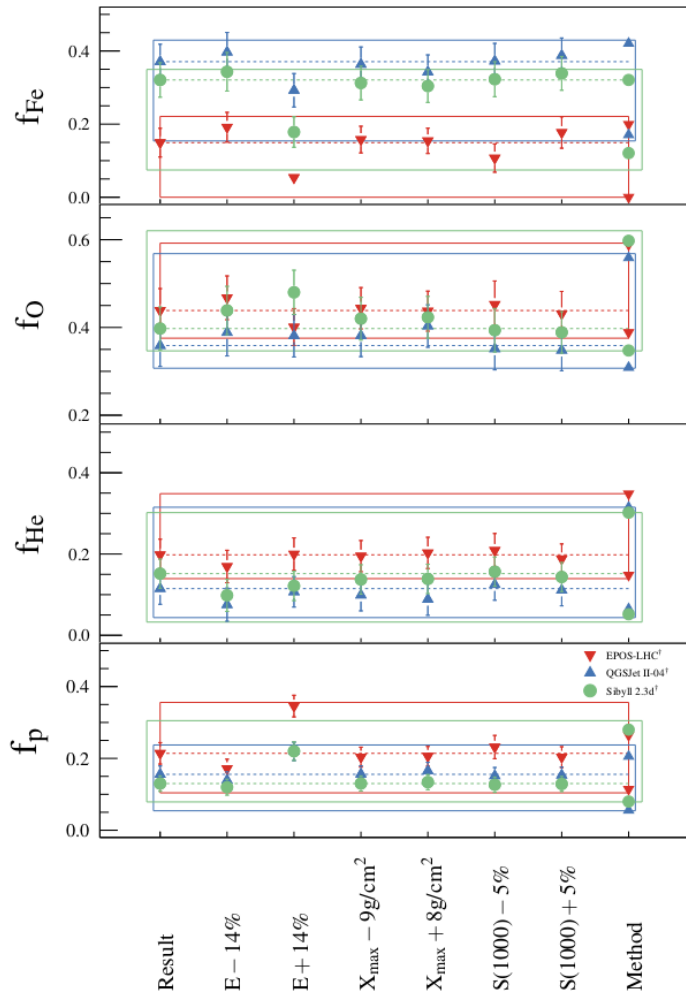 0.4
f_Fe
0.2
0.0
0.6
f_O
0.4
0.2
0.4
f_He
0.2
0.0
EPOS-LHC†
QGSJet II-04†
Sibyll 2.3d†
0.4
f_p
0.2
0.0
Result
E − 14%
E + 14%
X_max − 9g/cm²
X_max + 8g/cm²
S(1000) − 5%
S(1000) + 5%
Method